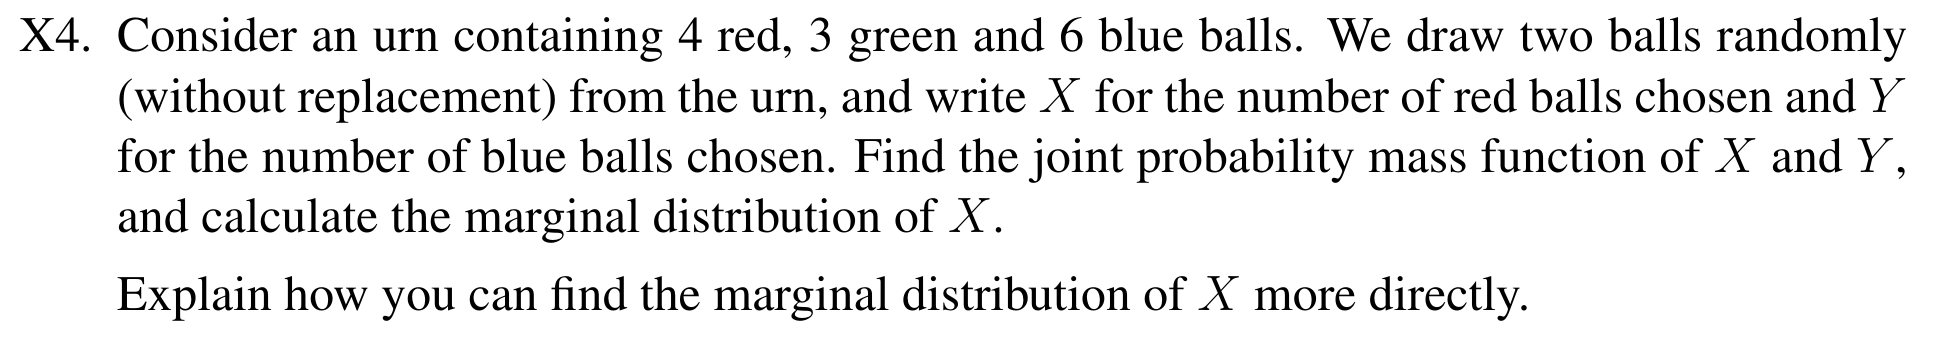 X4. Consider an urn containing 4 red, 3 green and 6 blue balls. We draw two balls randomly
(without replacement) from the urn, and write X for the number of red balls chosen and Y
for the number of blue balls chosen. Find the joint probability mass function of X and Y,
and calculate the marginal distribution of X.
Explain how you can find the marginal distribution of X more directly.